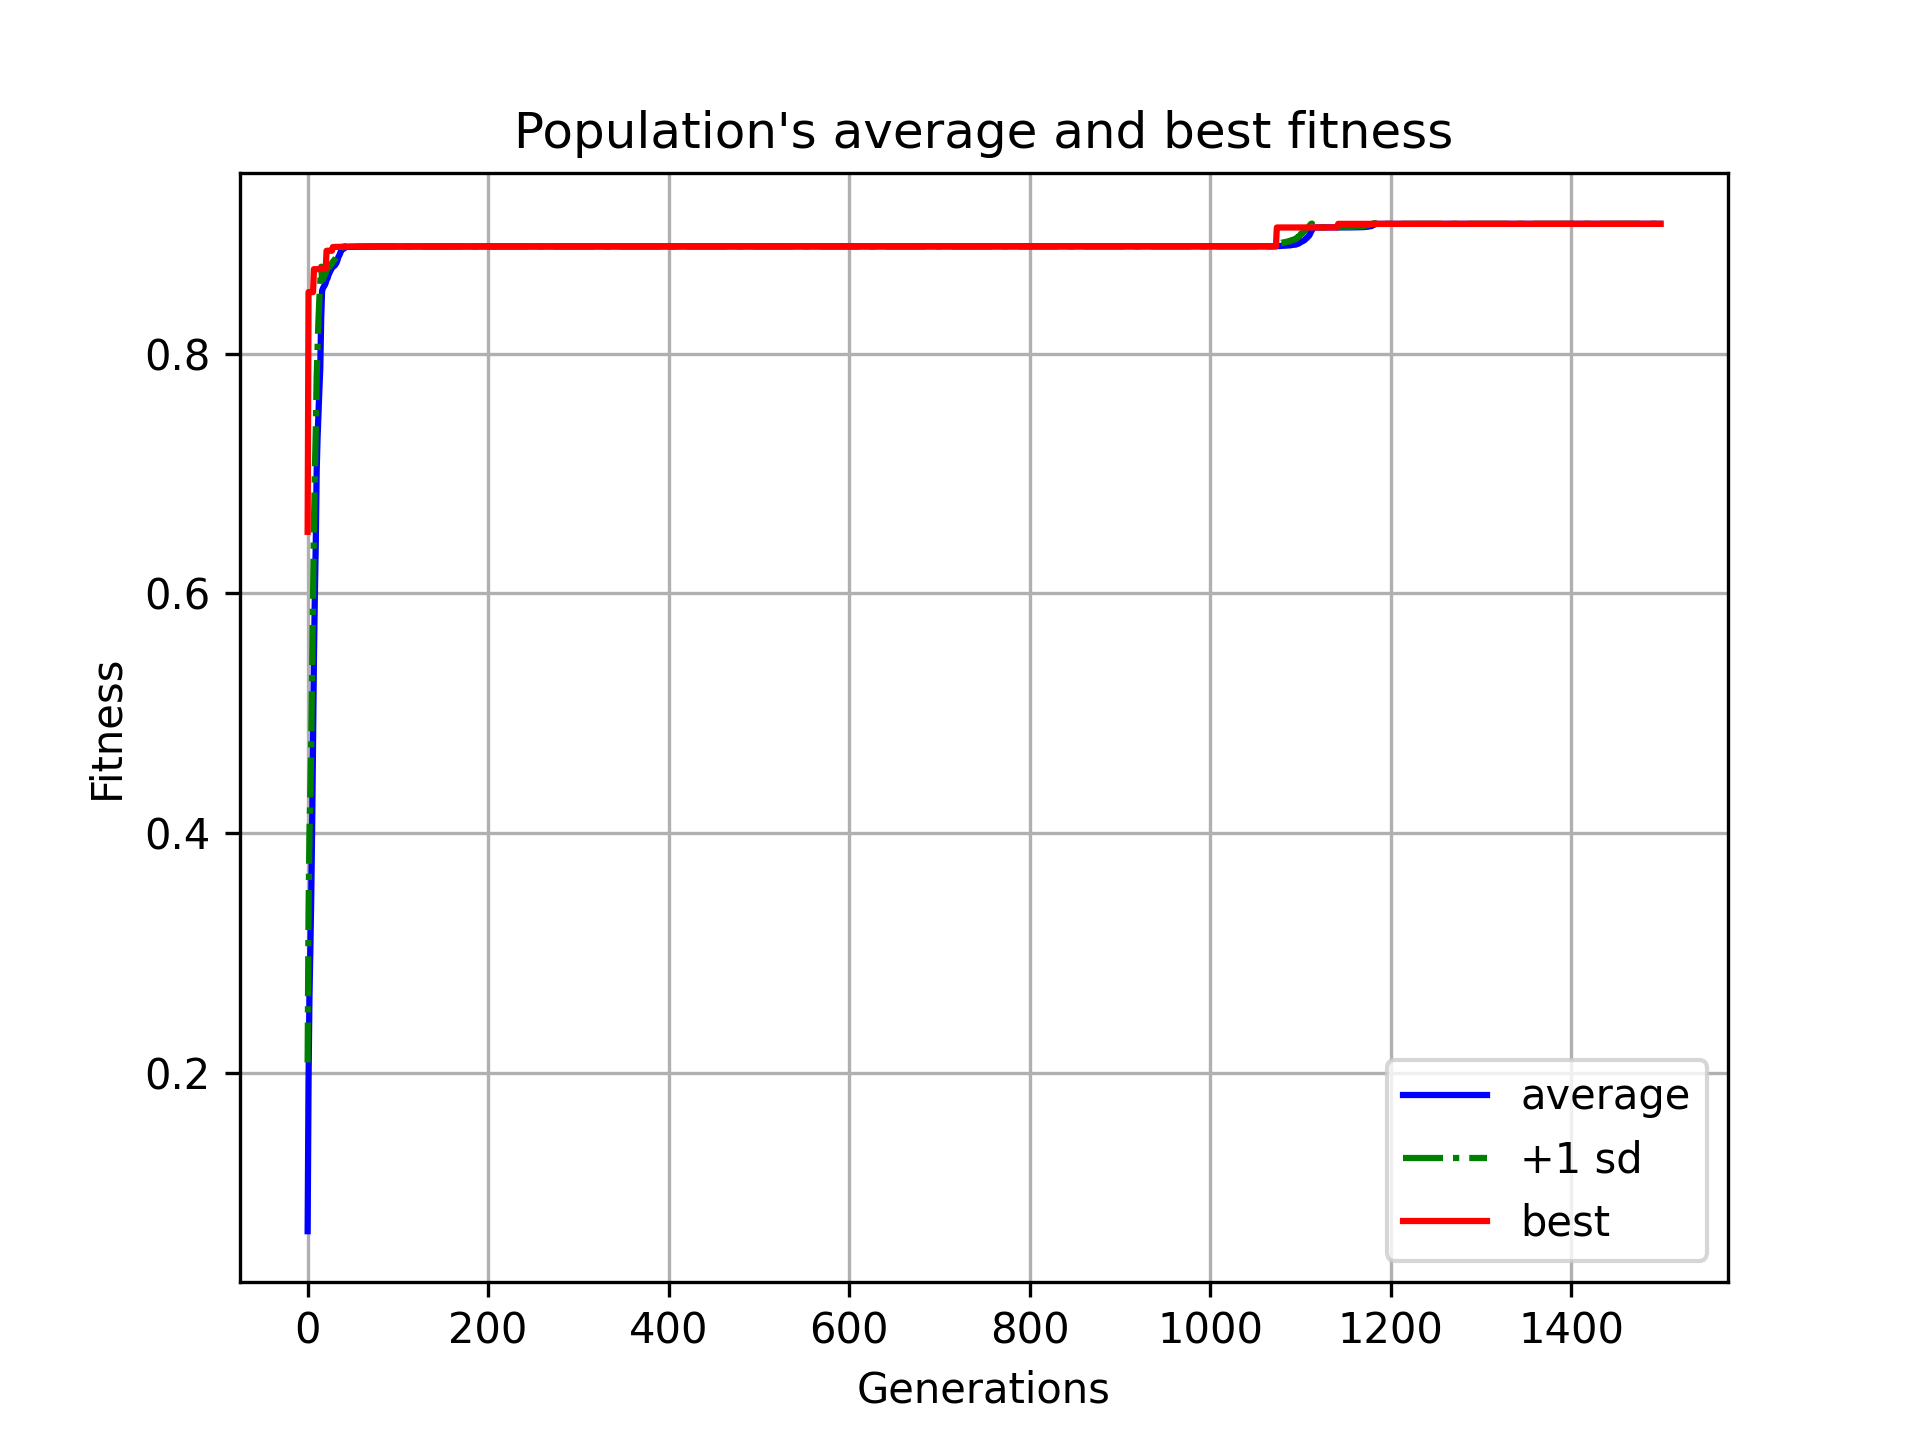 Population's average and best fitness
Fitness
0.8
0.6
0.4
0.2
0 200 400 600 800 1000 1200 1400
Generations
average
+1 sd
best